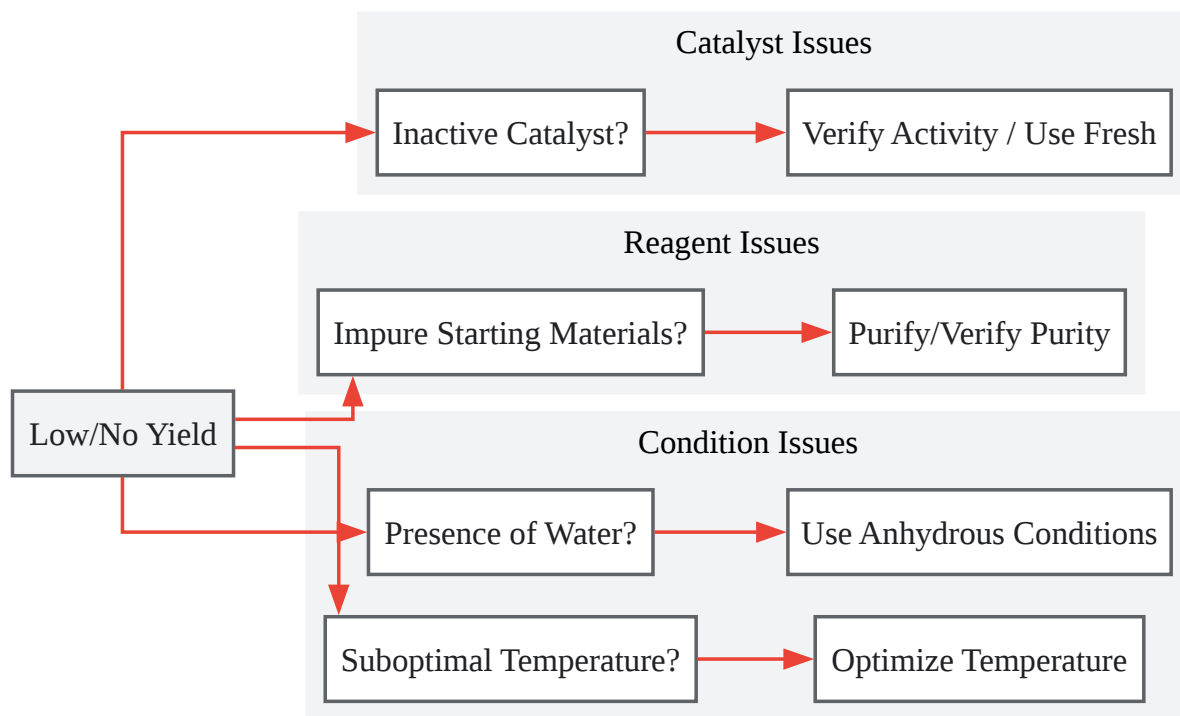 Catalyst Issues
Inactive Catalyst?
Verify Activity / Use Fresh
Reagent Issues
Impure Starting Materials?
Purify/Verify Purity
Low/No Yield
Condition Issues
Presence of Water?
Use Anhydrous Conditions
Suboptimal Temperature?
Optimize Temperature